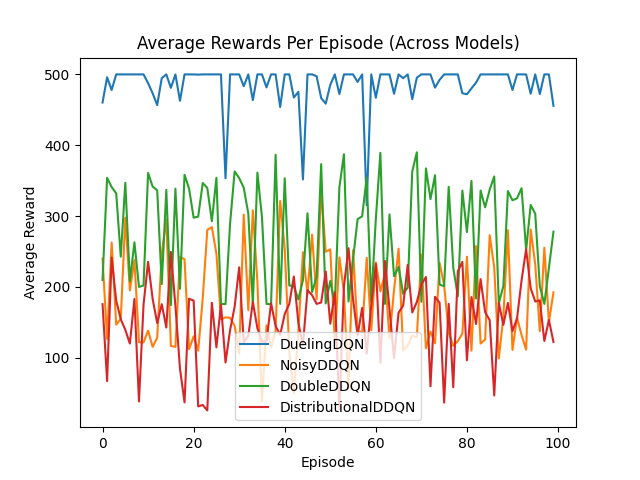 Average Rewards Per Episode (Across Models)
500
400
300
200
100
Average Reward
DuelingDQN
NoisyDDQN
DoubleDDQN
DistributionalDDQN
0
20
40
60
80
100
Episode